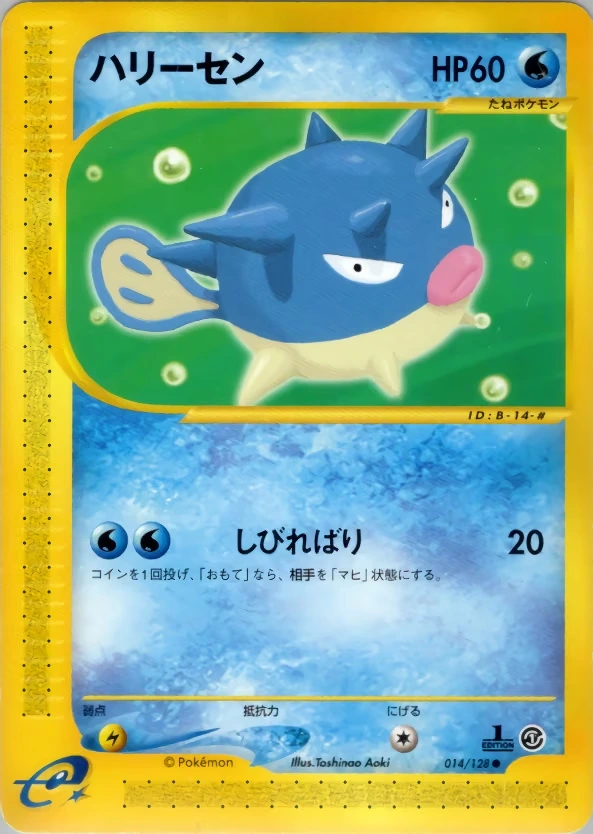 ハリーセン HP60
たねポケモン
ID:B-14-#
しびればり 20
コインを1回投げ、「おもて」なら、相手を「マヒ」状態にする。
弱点 抵抗力 にげる
© Pokémon Illus.Toshinao Aoki 014/128 1 EDITION
e